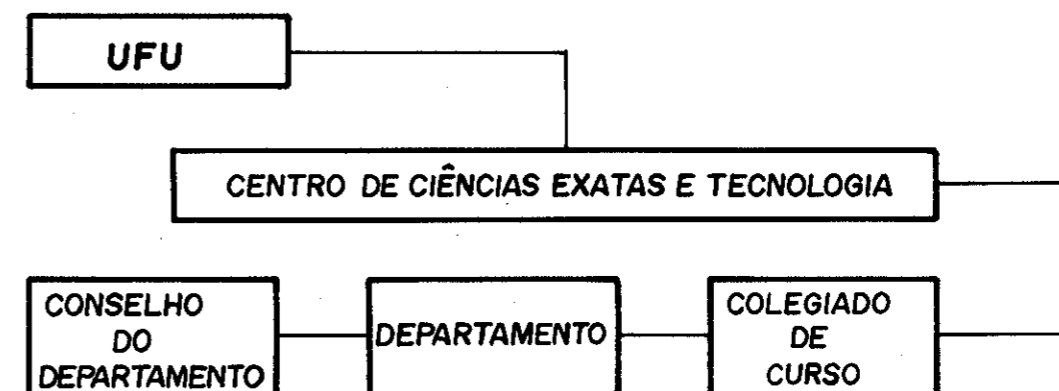 UFU
CENTRO DE CIÊNCIAS EXATAS E TECNOLOGIA
CONSELHO
DO
DEPARTAMENTO
DEPARTAMENTO
COLEGIADO
DE
CURSO